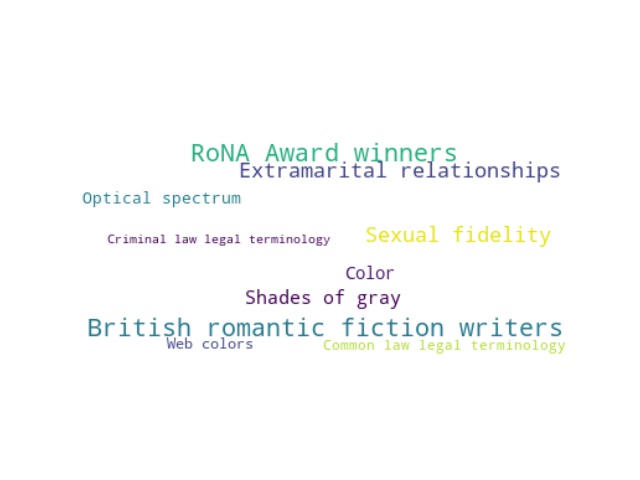 RoNA Award winners
Extramarital relationships
Optical spectrum
Sexual fidelity
Criminal law legal terminology
Color
Shades of gray
British romantic fiction writers
Web colors
Common law legal terminology